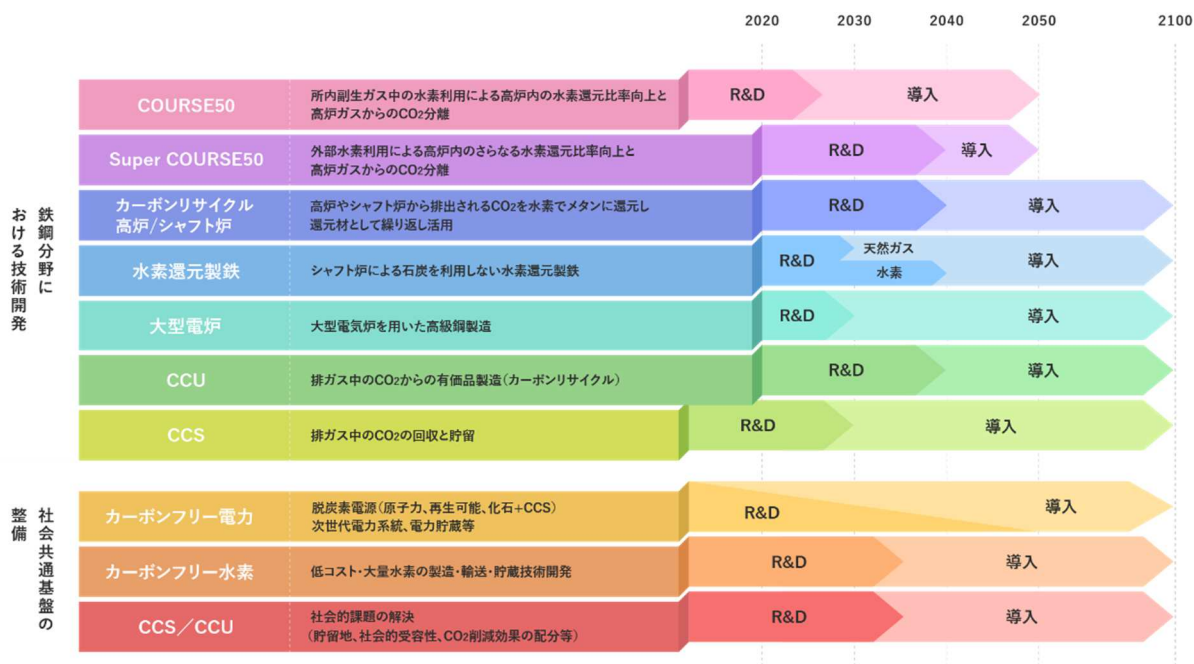 2020 2030 2040 2050 2100
鉄鋼分野に
おける技術開発
COURSE50
所内副生ガス中の水素利用による高炉内の水素還元比率向上と
高炉ガスからのCO2分離
R&D
導入
Super COURSE50
外部水素利用による高炉内のさらなる水素還元比率向上と
高炉ガスからのCO2分離
R&D
導入
カーボンリサイクル
高炉/シャフト炉
高炉やシャフト炉から排出されるCO2を水素でメタンに還元し
還元材として繰り返し活用
R&D
導入
水素還元製鉄
シャフト炉による石炭を利用しない水素還元製鉄
R&D
天然ガス
水素
導入
大型電炉
大型電気炉を用いた高級鋼製造
R&D
導入
CCU
排ガス中のCO2からの有価品製造(カーボンリサイクル)
R&D
導入
CCS
排ガス中のCO2の回収と貯留
R&D
導入
社会共通基盤の
整備
カーボンフリー電力
脱炭素電源(原子力、再生可能、化石+CCS)
次世代電力系統、電力貯蔵等
R&D
導入
カーボンフリー水素
低コスト・大量水素の製造・輸送・貯蔵技術開発
R&D
導入
CCS/CCU
社会的課題の解決
(貯留地、社会的受容性、CO2削減効果の配分等)
R&D
導入